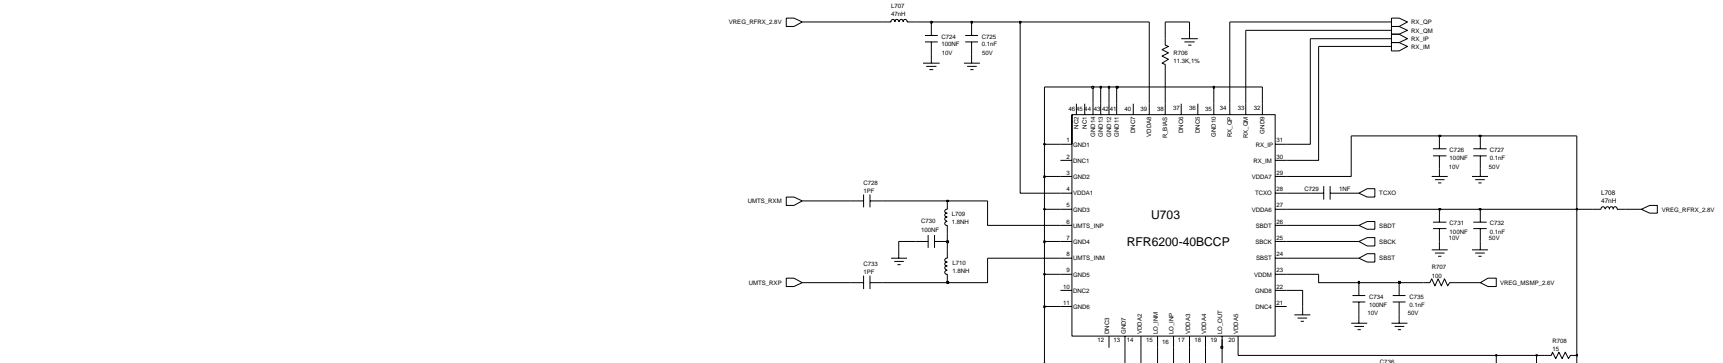 L707
47nH
VREG_RFRX_2.8V
C724
100NF
10V
C725
0.1nF
50V
R706
11.3K,1%
RX_QP
RX_QM
RX_IP
RX_IM
46 45 44 43 42 41 40 39 38 37 36 35 34 33 32
NC2 NC1 GND14 GND13 GND12 GND11 DNC7 VDDA8 R_BIAS DNC6 DNC5 GND10 RX_QP RX_QM GND9
1 GND1
2 DNC1
3 GND2
4 VDDA1
5 GND3
6 UMTS_INP
7 GND4
8 UMTS_INM
9 GND5
10 DNC2
11 GND6
RX_IP 31
RX_IM 30
VDDA7 29
TCXO 28
VDDA6 27
SBDT 26
SBCK 25
SBST 24
VDDM 23
GND8 22
DNC4 21
U703
RFR6200-40BCCP
DNC3 GND7 VDDA2 LO_INM LO_INP VDDA3 VDDA4 LO_OUT VDDA5
12 13 14 15 16 17 18 19 20
UMTS_RXM
C728
1PF
L709
1.8NH
C730
100NF
L710
1.8NH
C733
1PF
UMTS_RXP
C726
100NF
10V
C727
0.1nF
50V
C729 1NF
TCXO
L708
47nH
VREG_RFRX_2.8V
C731
100NF
10V
C732
0.1nF
50V
SBDT
SBCK
SBST
R707
100
VREG_MSMP_2.6V
C734
100NF
10V
C735
0.1nF
50V
R708
15
C736